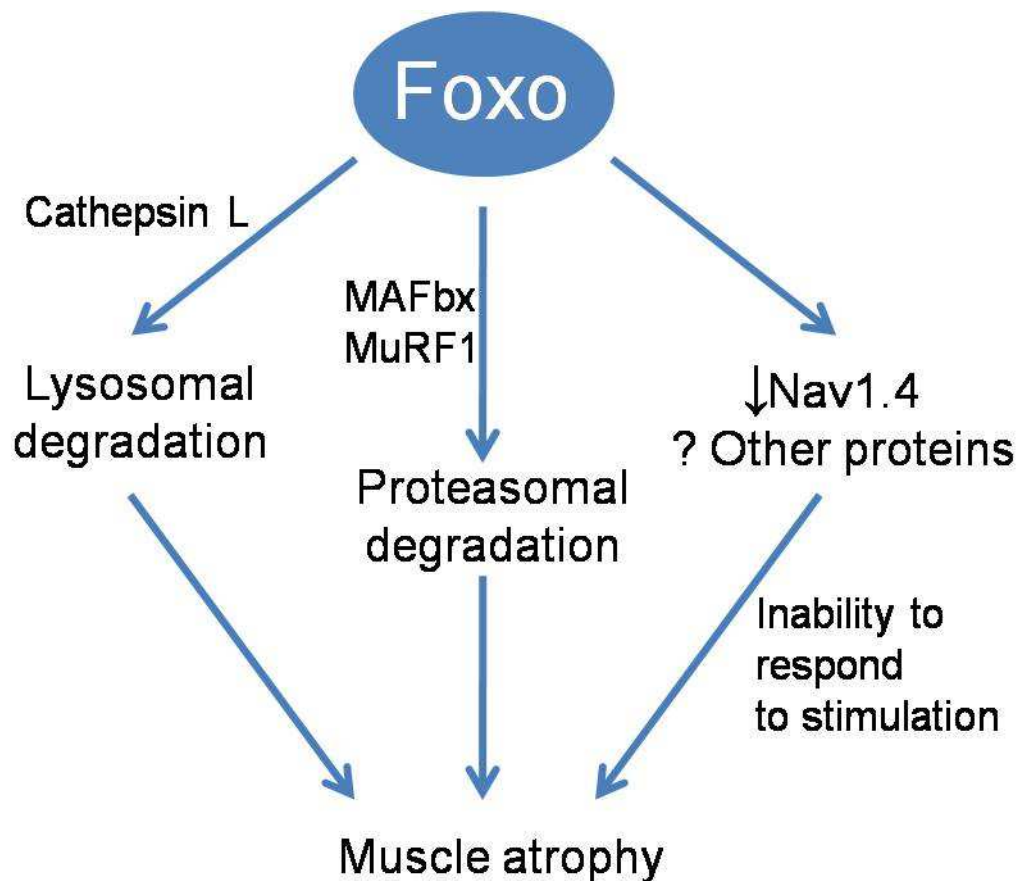 Foxo
Cathepsin L
MAFbx
MuRF1
Lysosomal
degradation
↓Nav1.4
? Other proteins
Proteasomal
degradation
Inability to
respond
to stimulation
Muscle atrophy